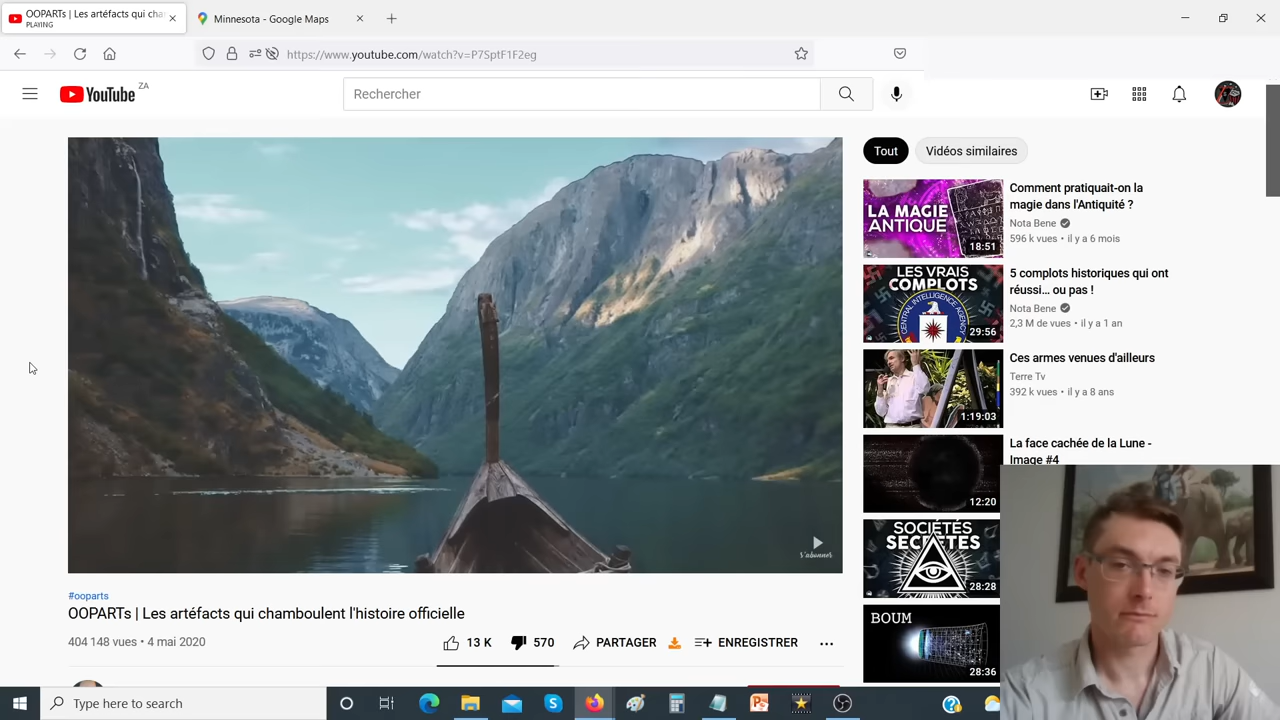 OOPARTs | Les artéfacts qui cha
PLAYING
Minnesota - Google Maps
https://www.youtube.com/watch?v=P7SptF1F2eg
YouTube
ZA
Rechercher
S'abonner
#ooparts
OOPARTs | Les artéfacts qui chamboulent l'histoire officielle
404 148 vues • 4 mai 2020
13 K
570
PARTAGER
ENREGISTRER
Tout
Vidéos similaires
LA MAGIE
ANTIQUE
18:51
Comment pratiquait-on la
magie dans l'Antiquité ?
Nota Bene
596 k vues • il y a 6 mois
LES VRAIS
COMPLOTS
CENTRAL INTELLIGENCE AGENCY
29:56
5 complots historiques qui ont
réussi... ou pas !
Nota Bene
2,3 M de vues • il y a 1 an
1:19:03
Ces armes venues d'ailleurs
Terre Tv
392 k vues • il y a 8 ans
12:20
La face cachée de la Lune -
Image #4
SOCIÉTÉS
SECRÈTES
28:28
BOUM
28:36
Type here to search